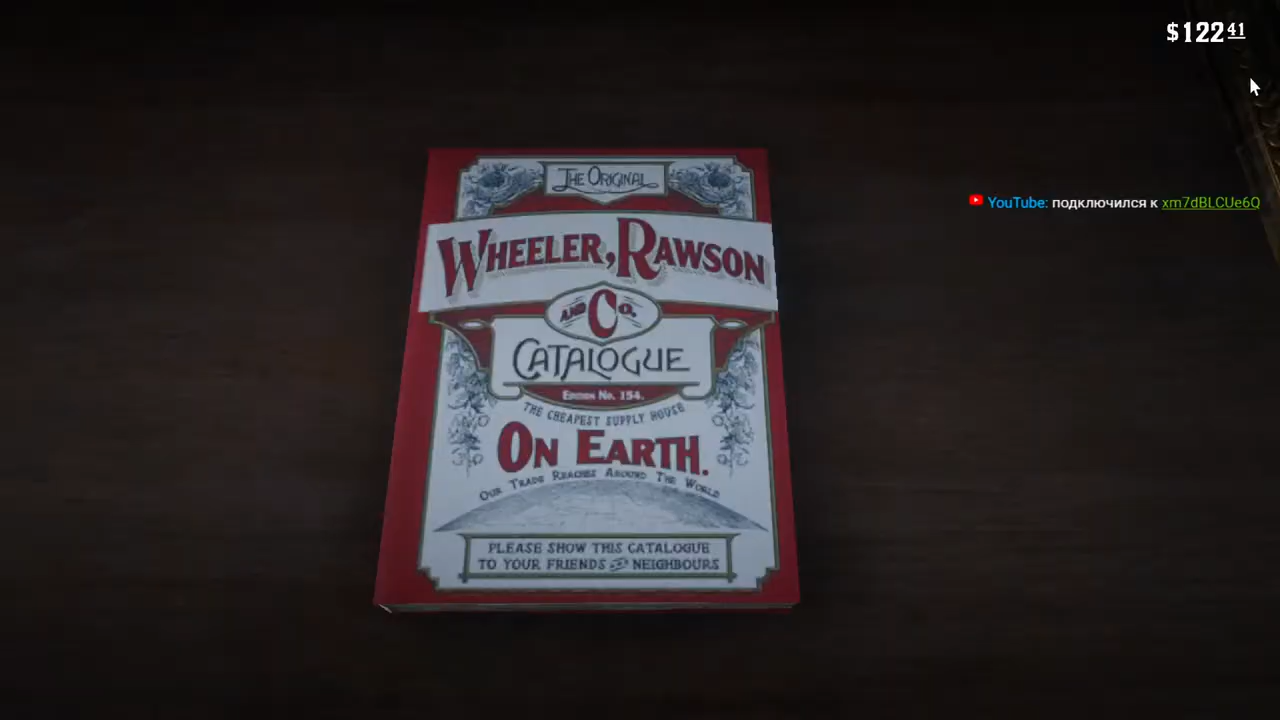 $122 41
YouTube: подключился к xm7dBLCUe6Q
THE ORIGINAL
WHEELER, RAWSON
AND CO.
CATALOGUE
EDITION NO. 154.
THE CHEAPEST SUPPLY HOUSE
ON EARTH.
OUR TRADE REACHES AROUND THE WORLD
PLEASE SHOW THIS CATALOGUE
TO YOUR FRIENDS AND NEIGHBOURS